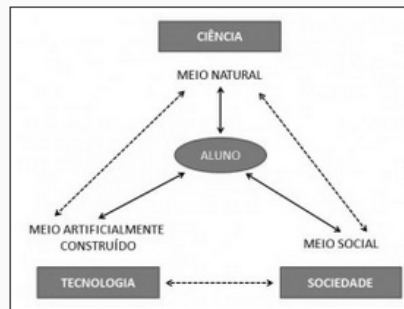 CIÊNCIA
MEIO NATURAL
ALUNO
MEIO ARTIFICIALMENTE
CONSTRUÍDO
MEIO SOCIAL
TECNOLOGIA
SOCIEDADE